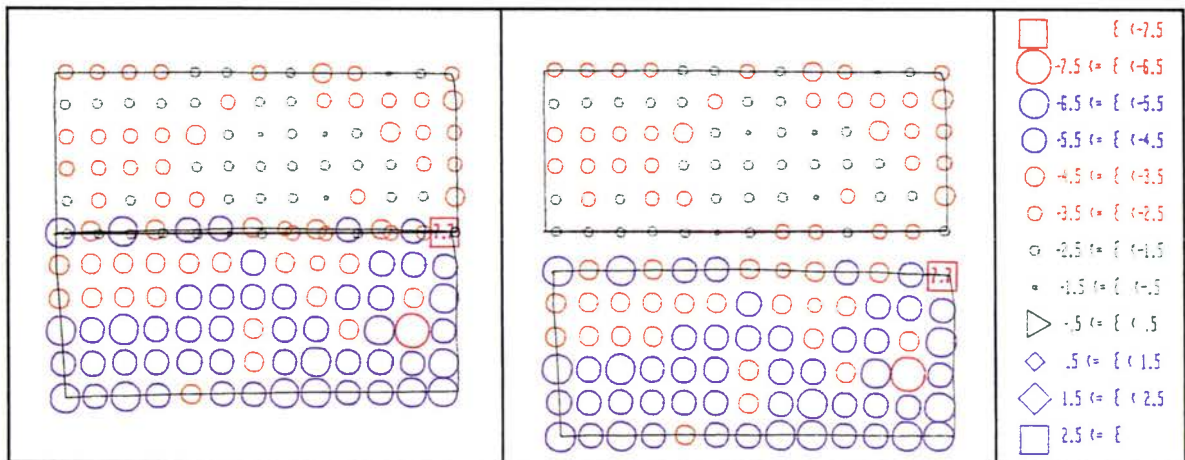 ξ <-7.5
-7.5 <= ξ <-6.5
-6.5 <= ξ <-5.5
-5.5 <= ξ <-4.5
-4.5 <= ξ <-3.5
-3.5 <= ξ <-2.5
-2.5 <= ξ <-1.5
-1.5 <= ξ <-.5
-.5 <= ξ < .5
.5 <= ξ < 1.5
1.5 <= ξ < 2.5
2.5 <= ξ